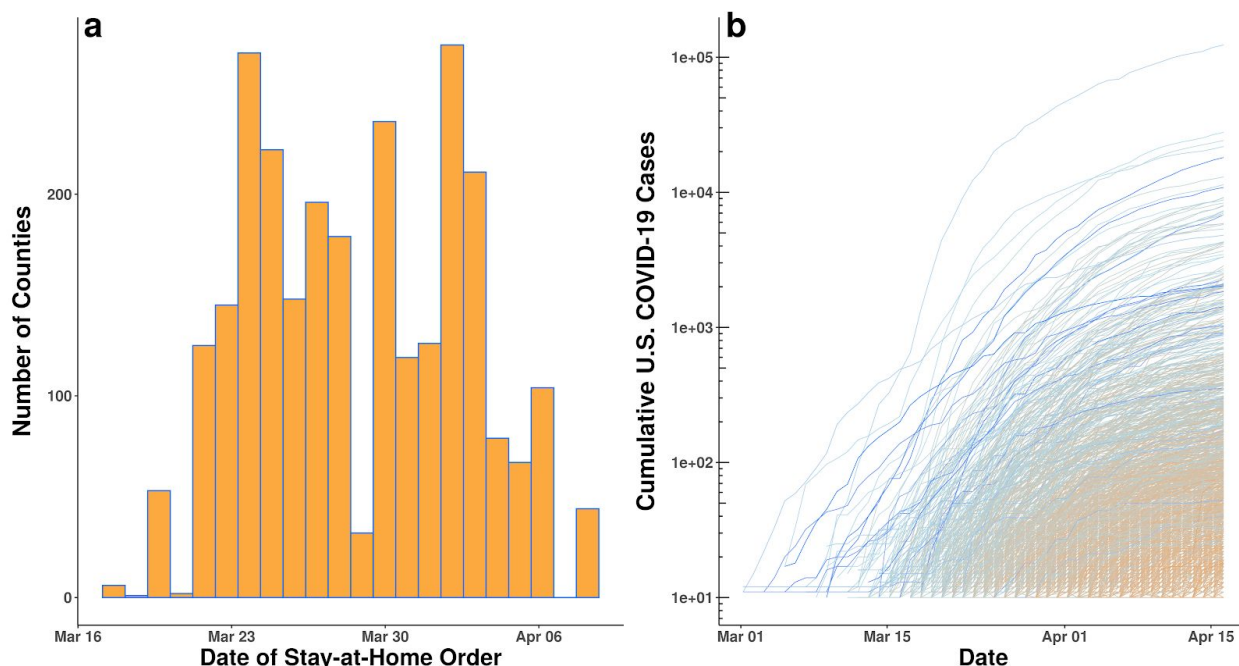 a
Number of Counties
200
100
0
Mar 16 Mar 23 Mar 30 Apr 06
Date of Stay-at-Home Order
b
Cumulative U.S. COVID-19 Cases
1e+05
1e+04
1e+03
1e+02
1e+01
Mar 01 Mar 15 Apr 01 Apr 15
Date